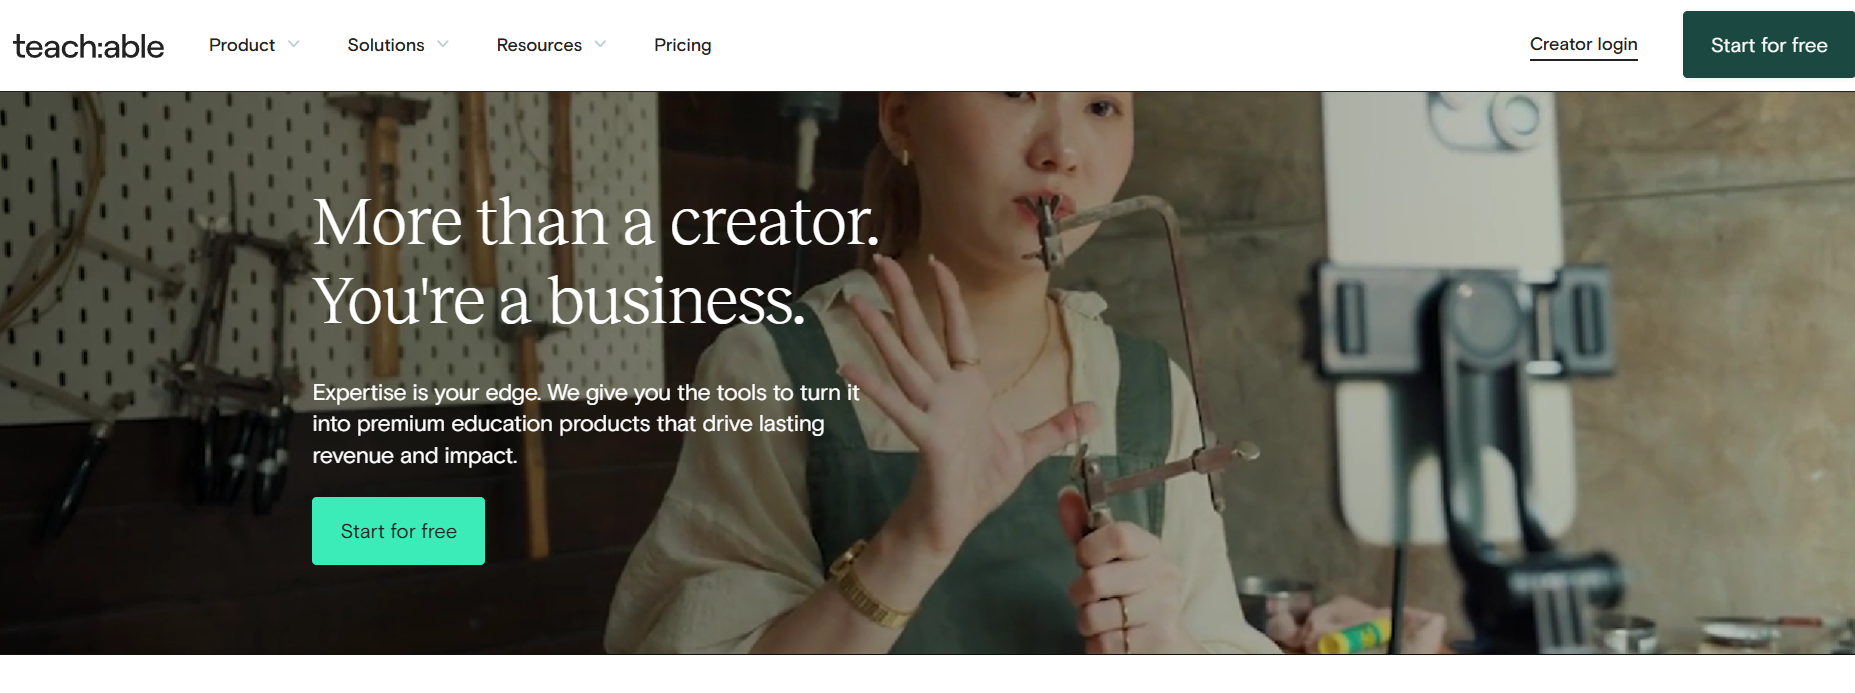 teach:able
Product
Solutions
Resources
Pricing
Creator login
Start for free
More than a creator.
You're a business.
Expertise is your edge. We give you the tools to turn it
into premium education products that drive lasting
revenue and impact.
Start for free